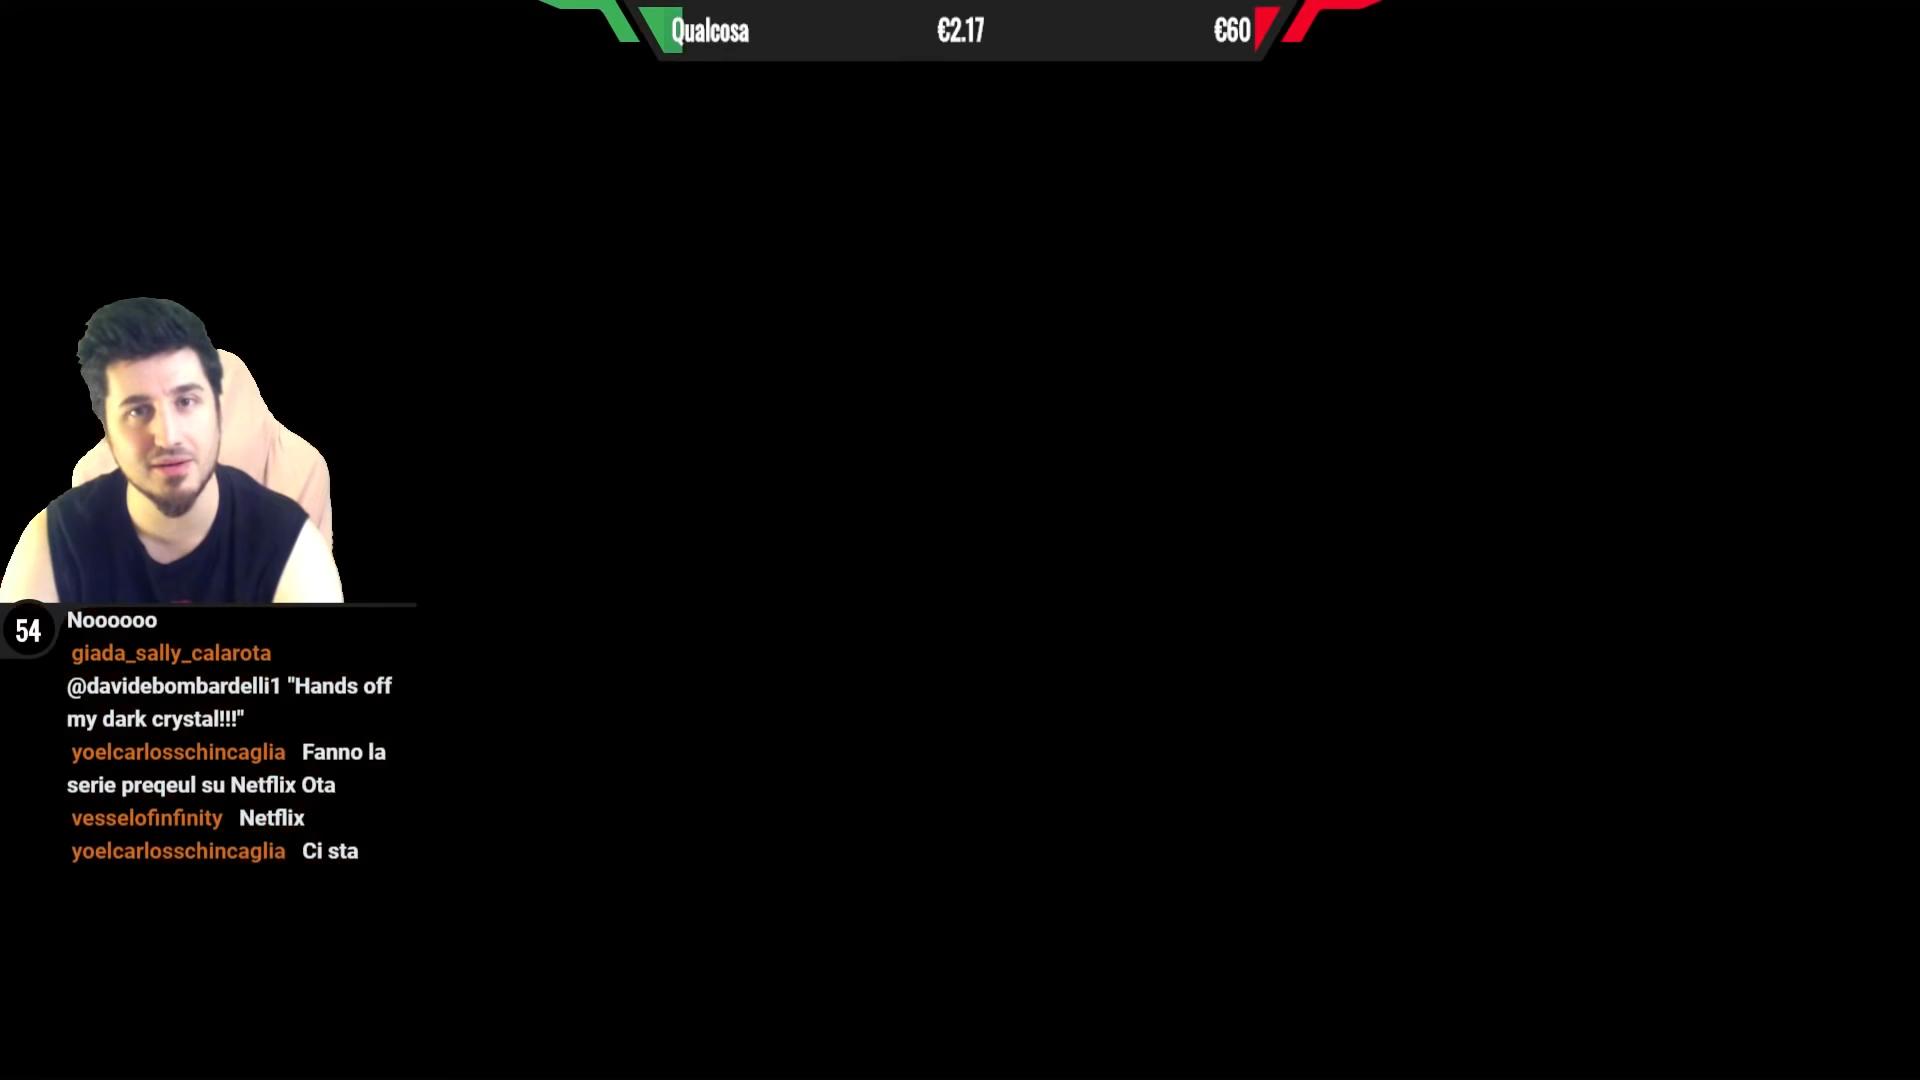 Qualcosa €2.17 €60
54
Noooooo
giada_sally_calarota
@davidebombardelli1 "Hands off
my dark crystal!!!"
yoelcarlosschincaglia Fanno la
serie preqeul su Netflix Ota
vesselofinfinity Netflix
yoelcarlosschincaglia Ci sta